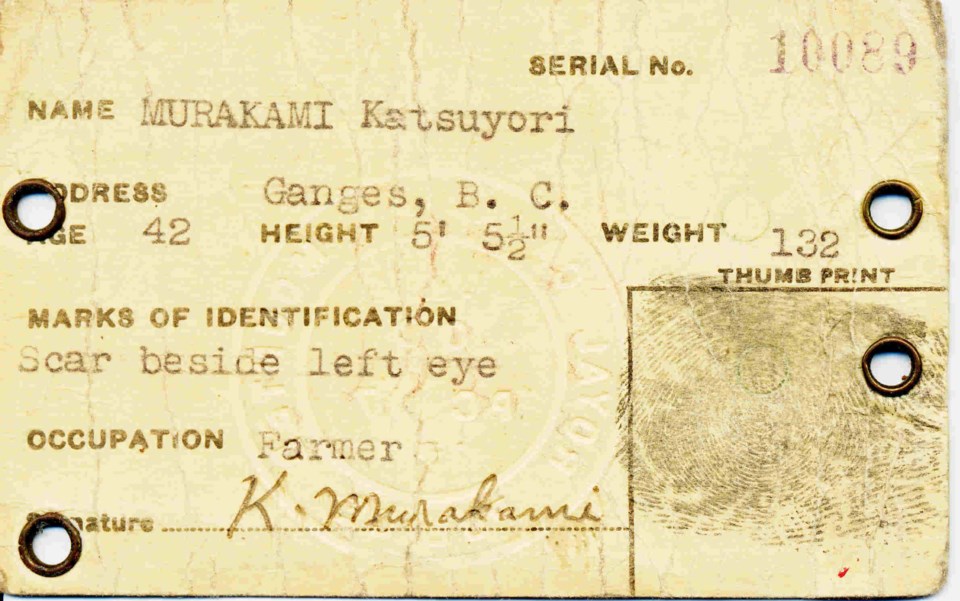 SERIAL No. 10089
NAME MURAKAMI Katsuyori
ADDRESS Ganges, B. C.
AGE 42 HEIGHT 5' 5½" WEIGHT 132
THUMB PRINT
MARKS OF IDENTIFICATION
Scar beside left eye
OCCUPATION Farmer
Signature K. Murakami